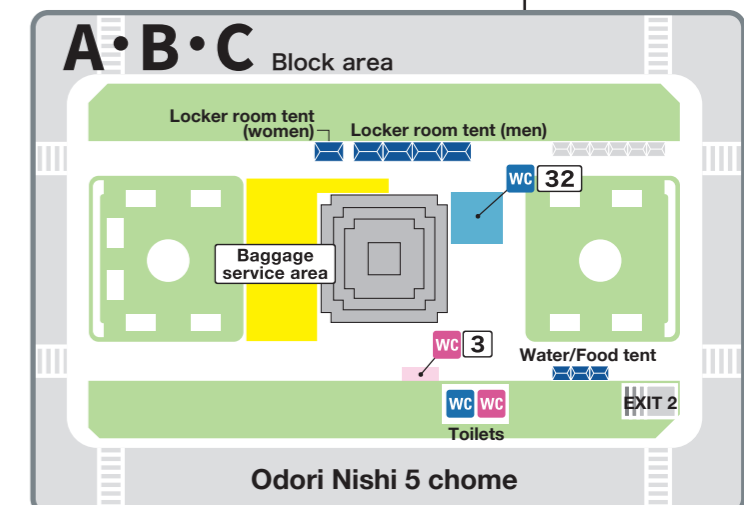 A・B・C Block area
Locker room tent
(women)
Locker room tent (men)
WC 32
Baggage
service area
WC 3
Water/Food tent
WC WC
EXIT 2
Toilets
Odori Nishi 5 chome